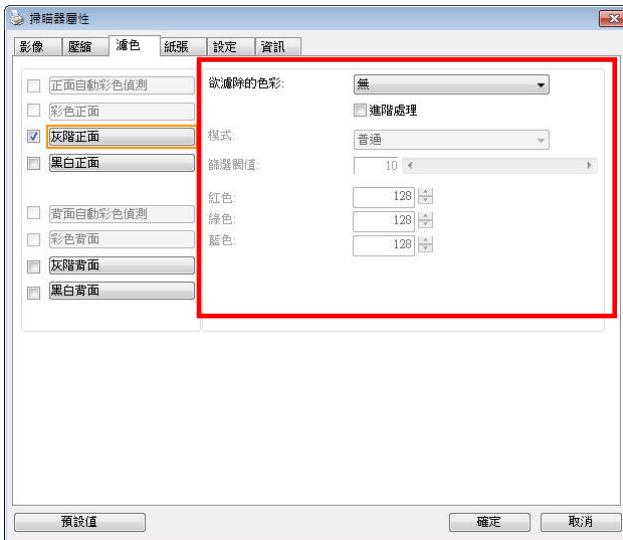 掃瞄器屬性
影像 壓縮 濾色 紙張 設定 資訊
正面自動彩色偵測
彩色正面
灰階正面
黑白正面
背面自動彩色偵測
彩色背面
灰階背面
黑白背面
欲濾除的色彩: 無
進階處理
模式: 普通
篩選閥值: 10
紅色: 128
綠色: 128
藍色: 128
預設值 確定 取消